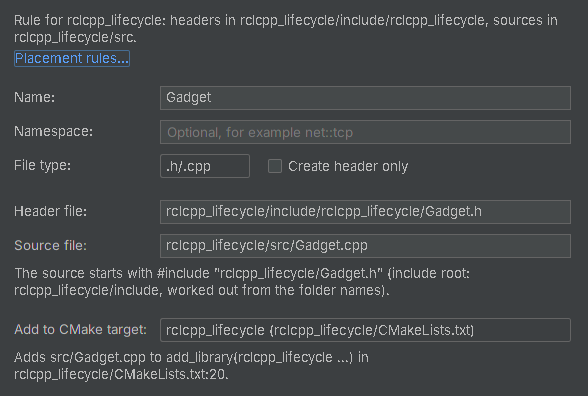 Rule for rclcpp_lifecycle: headers in rclcpp_lifecycle/include/rclcpp_lifecycle, sources in
rclcpp_lifecycle/src.
Placement rules...
Name: Gadget
Namespace: Optional, for example net::tcp
File type: .h/.cpp Create header only
Header file: rclcpp_lifecycle/include/rclcpp_lifecycle/Gadget.h
Source file: rclcpp_lifecycle/src/Gadget.cpp
The source starts with #include "rclcpp_lifecycle/Gadget.h" (include root:
rclcpp_lifecycle/include, worked out from the folder names).
Add to CMake target: rclcpp_lifecycle (rclcpp_lifecycle/CMakeLists.txt)
Adds src/Gadget.cpp to add_library(rclcpp_lifecycle ...) in
rclcpp_lifecycle/CMakeLists.txt:20.